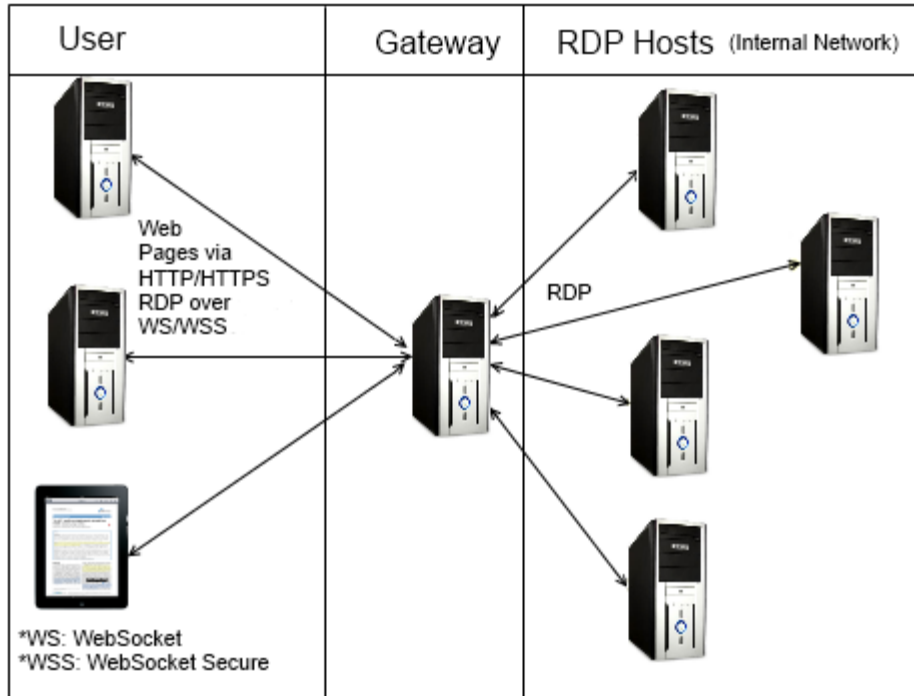 User
Gateway
RDP Hosts (Internal Network)
Web
Pages via
HTTP/HTTPS
RDP over
WS/WSS
RDP
*WS: WebSocket
*WSS: WebSocket Secure